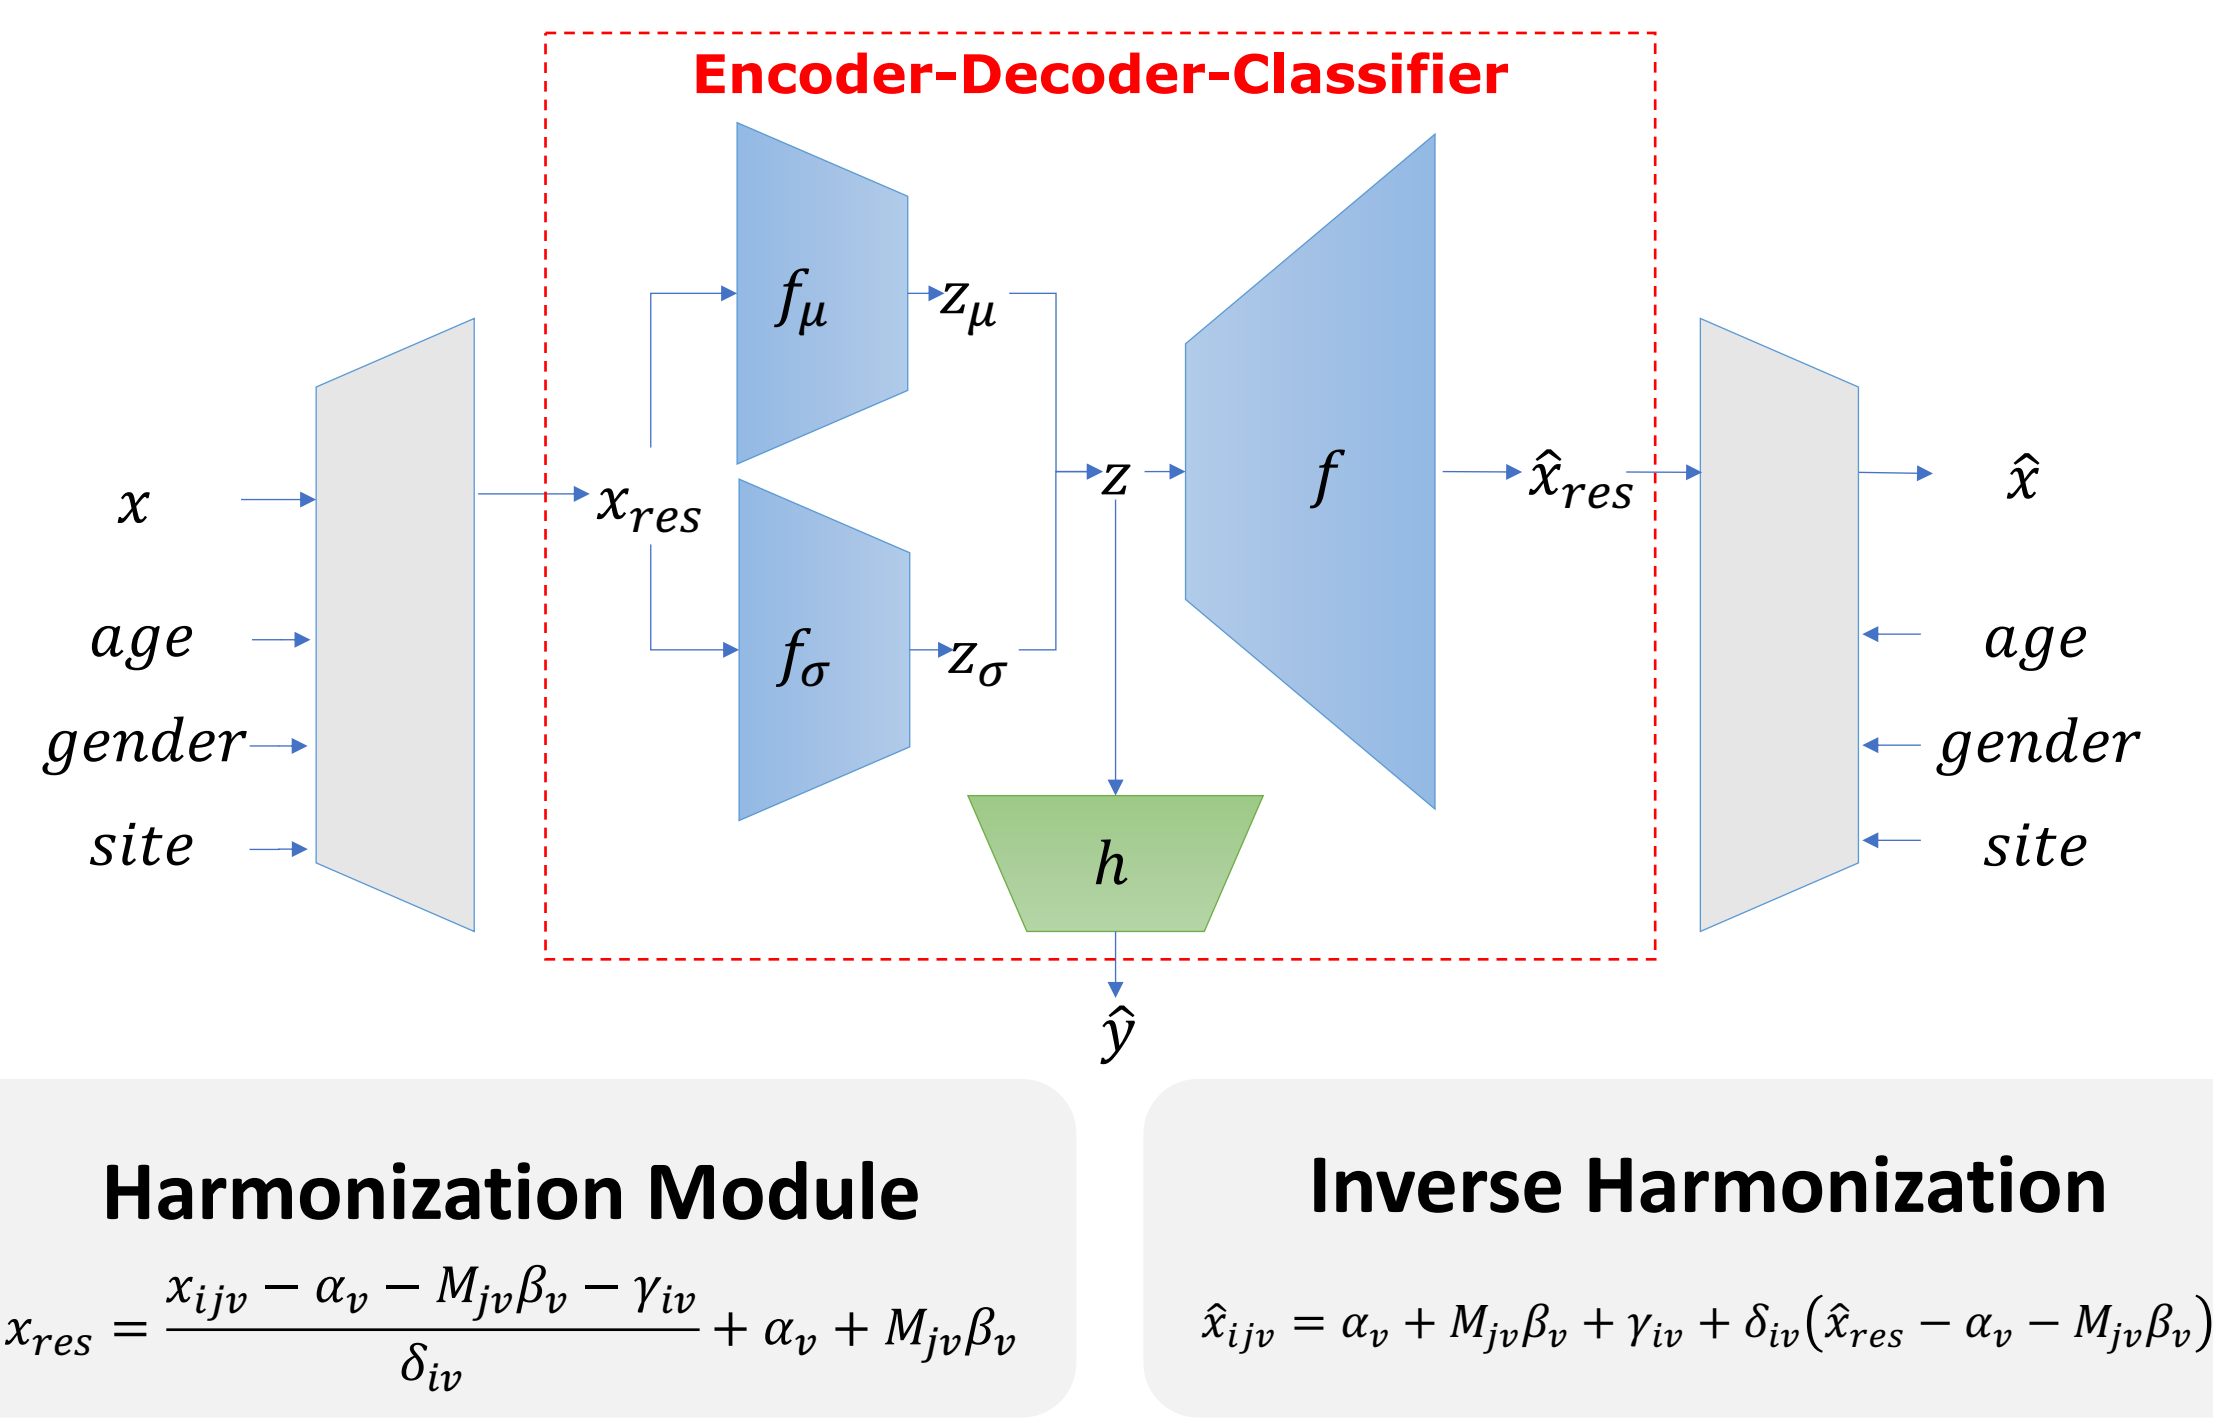 Encoder-Decoder-Classifier
f_μ
z_μ
x
age
gender
site
x_res
f_σ
z_σ
z
f
x̂_res
h
ŷ
x̂
age
gender
site
Harmonization Module
x_res = (x_ijv − α_v − M_jv β_v − γ_iv) / δ_iv + α_v + M_jv β_v
Inverse Harmonization
x̂_ijv = α_v + M_jv β_v + γ_iv + δ_iv(x̂_res − α_v − M_jv β_v)